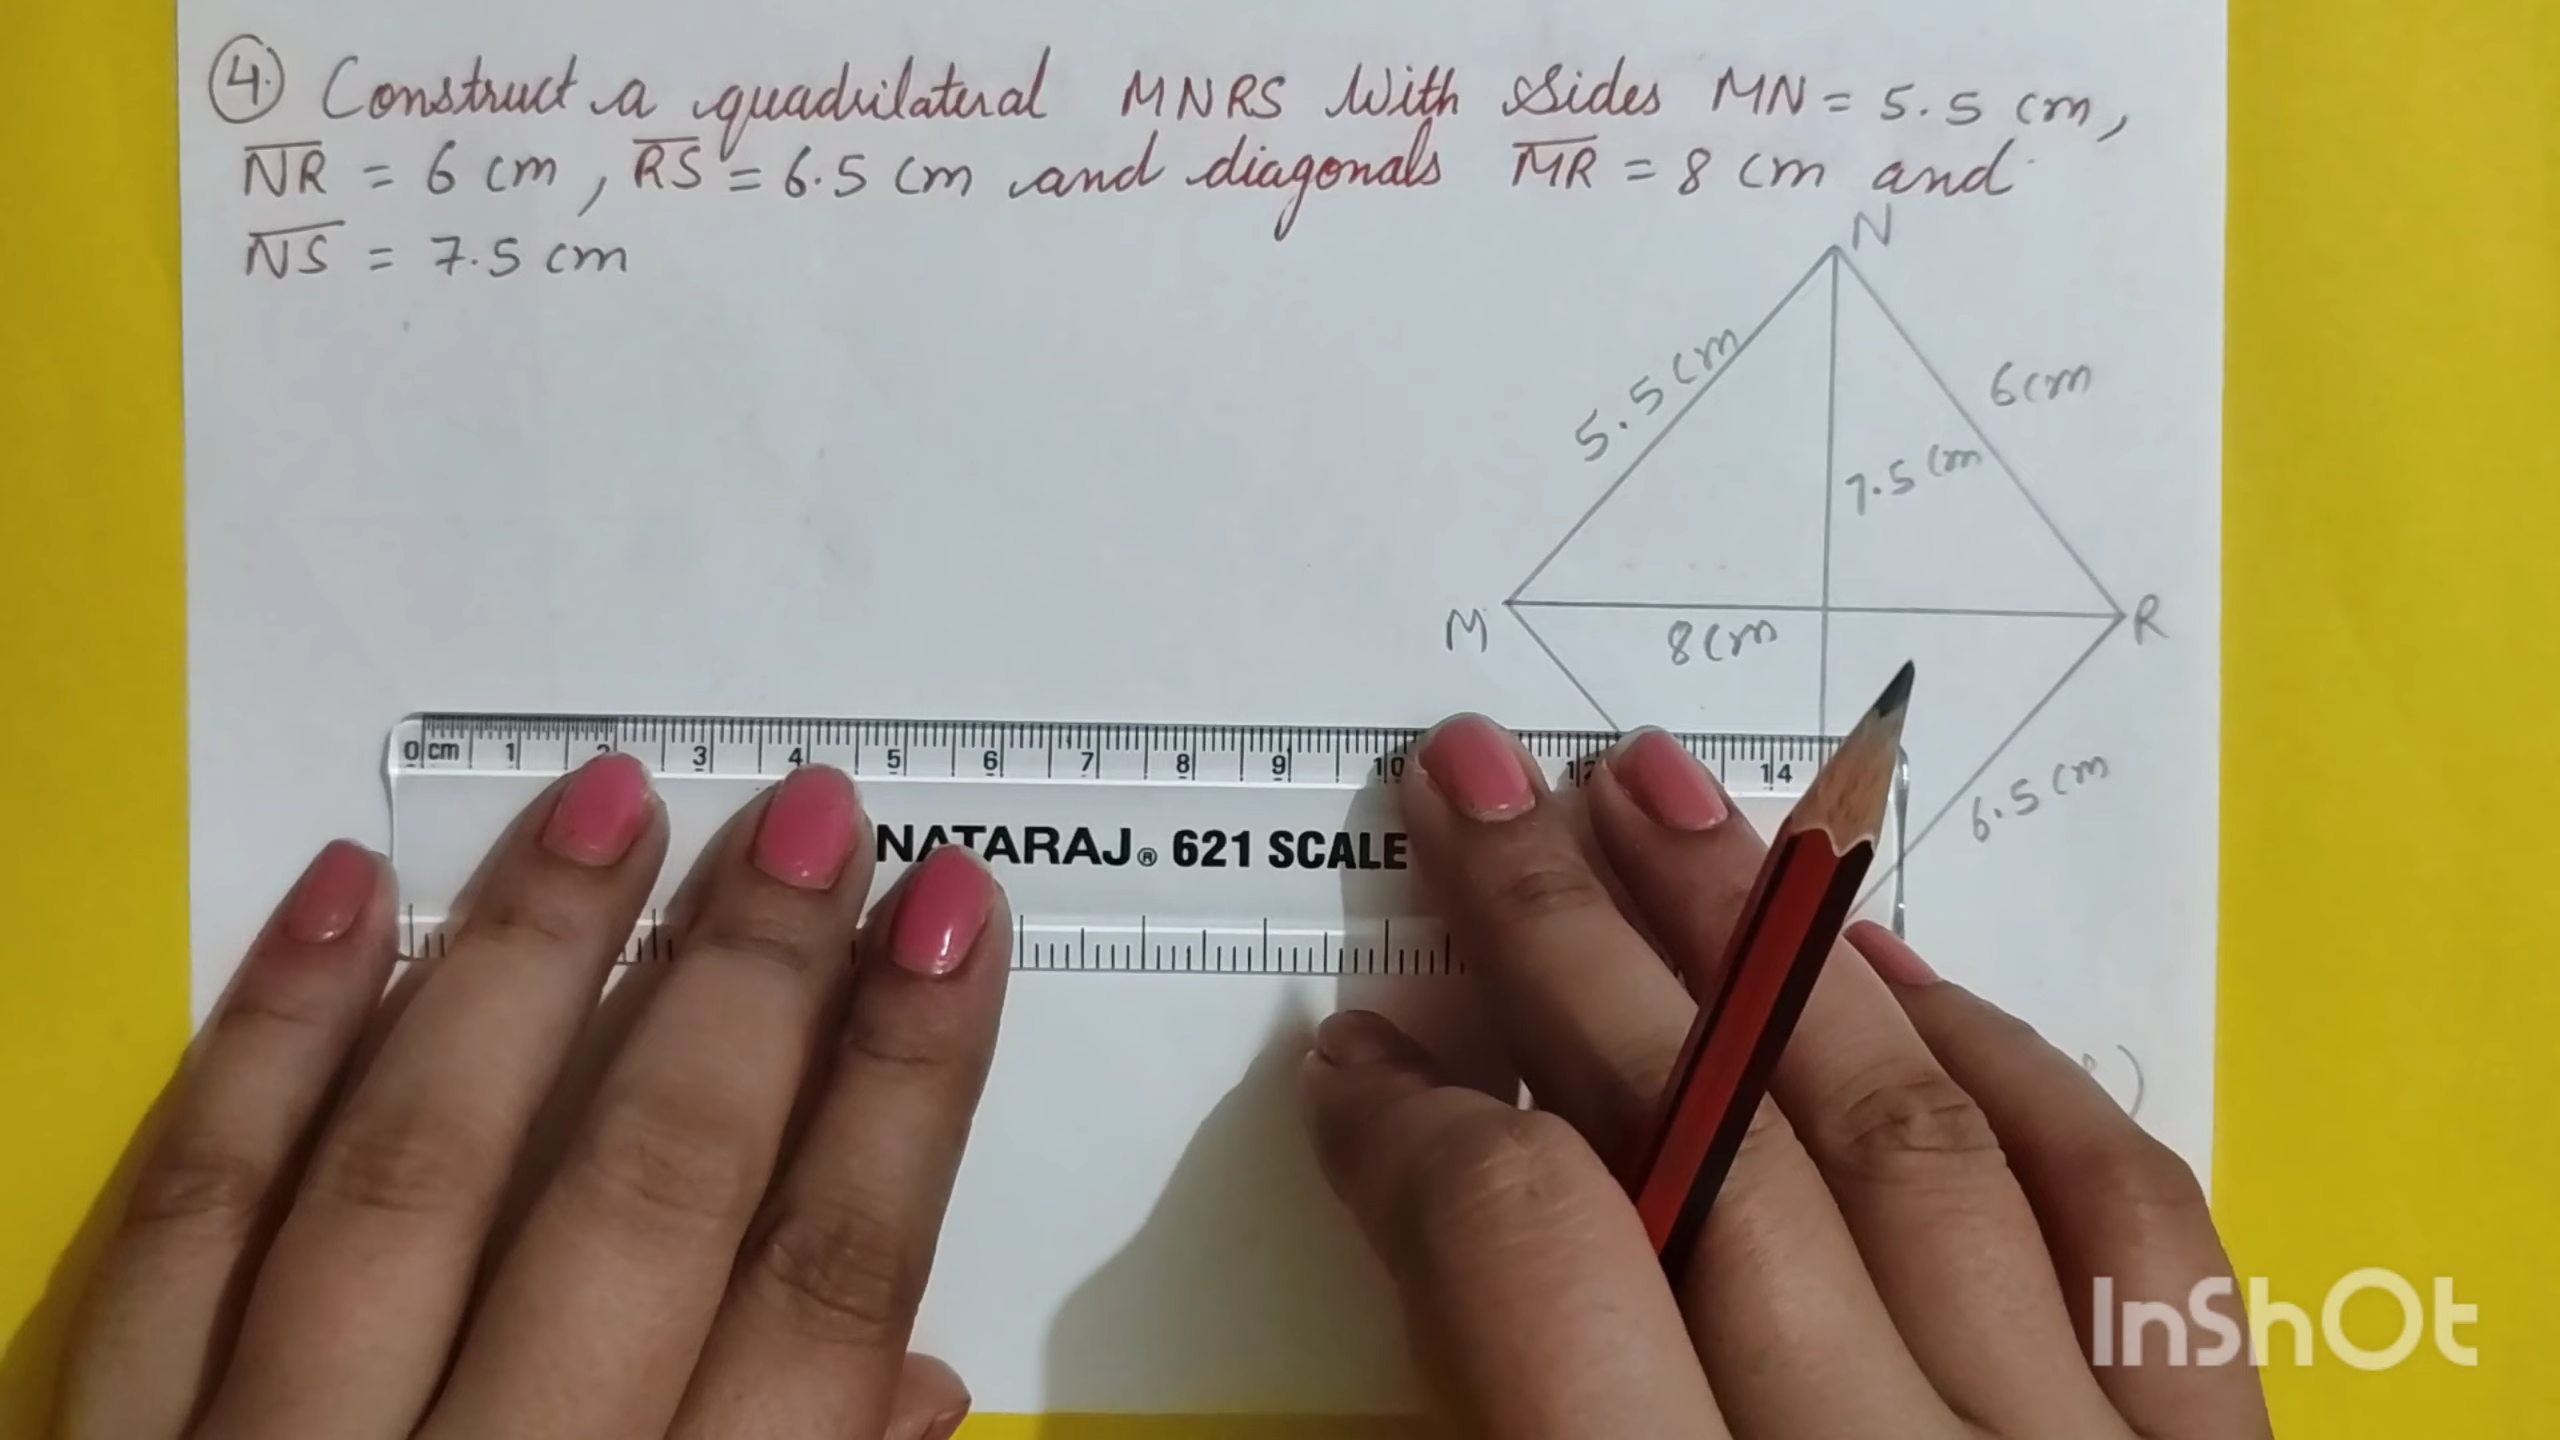 4. Construct a quadrilateral MNRS With Sides MN = 5.5 cm,
NR = 6 cm, RS = 6.5 cm and diagonals MR = 8 cm and
NS = 7.5 cm
N
5.5 cm
6 cm
7.5 cm
M
R
8 cm
6.5 cm
0 cm 1 2 3 4 5 6 7 8 9 10 12 14
NATARAJ® 621 SCALE
InShOt